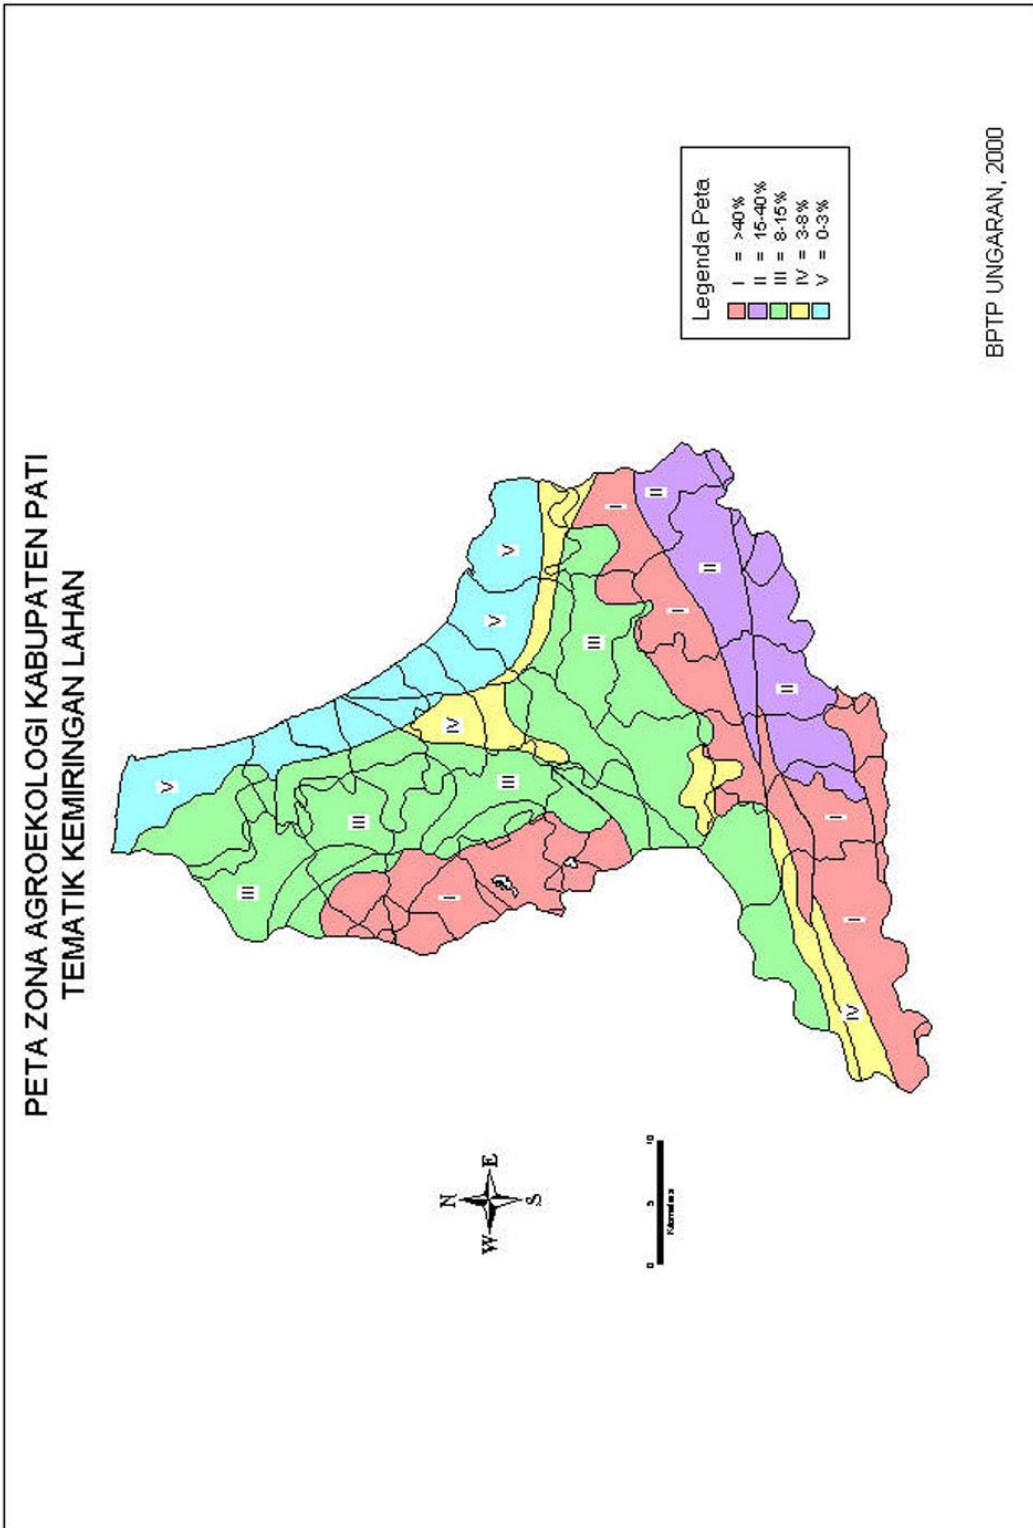 PETA ZONA AGROEKOLOGI KABUPATEN PATI
TEMATIK KEMIRINGAN LAHAN
V
III
III
III
I
IV
V
V
III
I
I
II
II
II
I
I
IV
N
W
E
S
0
5
10
Kilometers
Legenda Peta
I = >40%
II = 15-40%
III = 8-15%
IV = 3-8%
V = 0-3%
BPTP UNGARAN, 2000